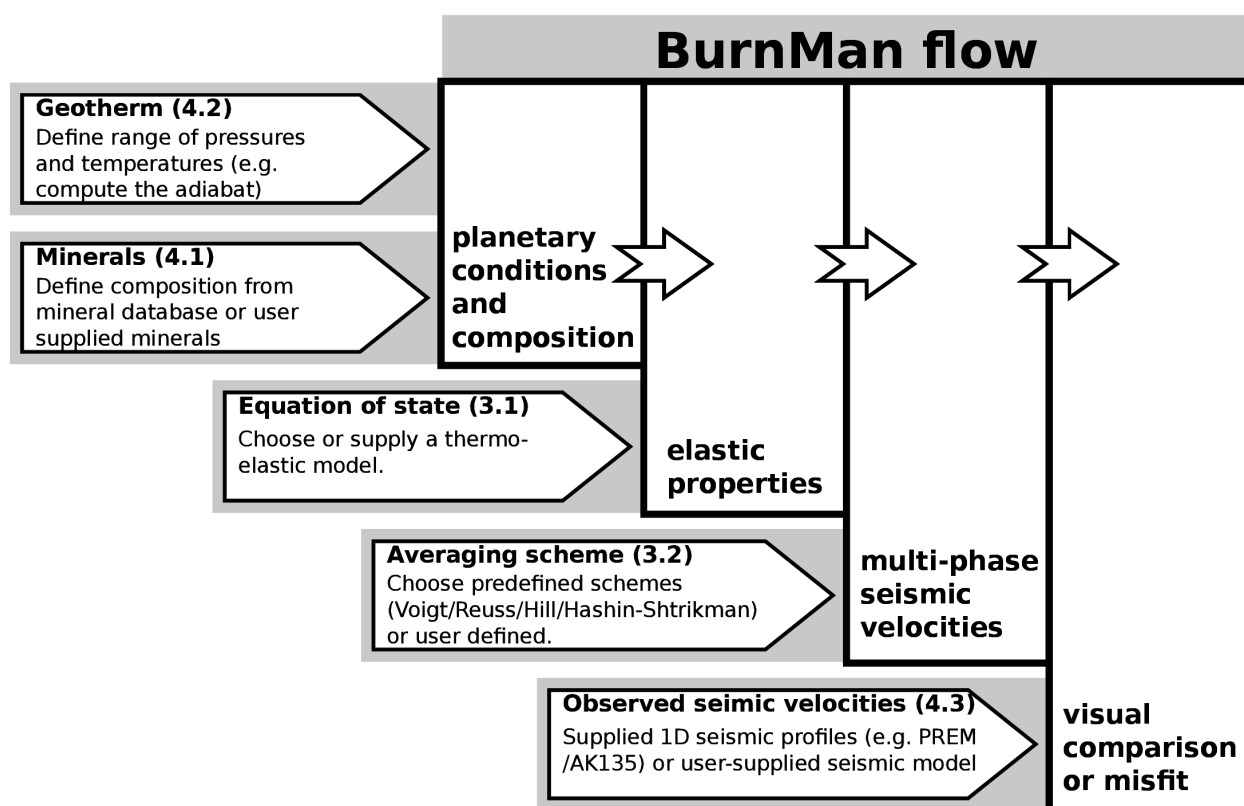 BurnMan flow
Geotherm (4.2)
Define range of pressures
and temperatures (e.g.
compute the adiabat)
Minerals (4.1)
Define composition from
mineral database or user
supplied minerals
planetary
conditions
and
composition
Equation of state (3.1)
Choose or supply a thermo-
elastic model.
elastic
properties
Averaging scheme (3.2)
Choose predefined schemes
(Voigt/Reuss/Hill/Hashin-Shtrikman)
or user defined.
multi-phase
seismic
velocities
Observed seimic velocities (4.3)
Supplied 1D seismic profiles (e.g. PREM
/AK135) or user-supplied seismic model
visual
comparison
or misfit